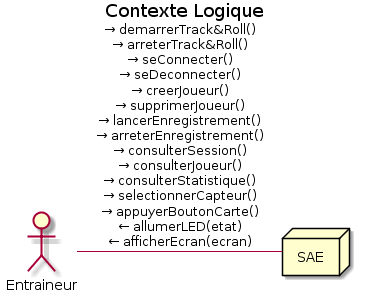 Contexte Logique
→ demarrerTrack&Roll()
→ arreterTrack&Roll()
→ seConnecter()
→ seDeconnecter()
→ creerJoueur()
→ supprimerJoueur()
→ lancerEnregistrement()
→ arreterEnregistrement()
→ consulterSession()
→ consulterJoueur()
→ consulterStatistique()
→ selectionnerCapteur()
→ appuyerBoutonCarte()
← allumerLED(etat)
← afficherEcran(ecran)
SAE
Entraineur